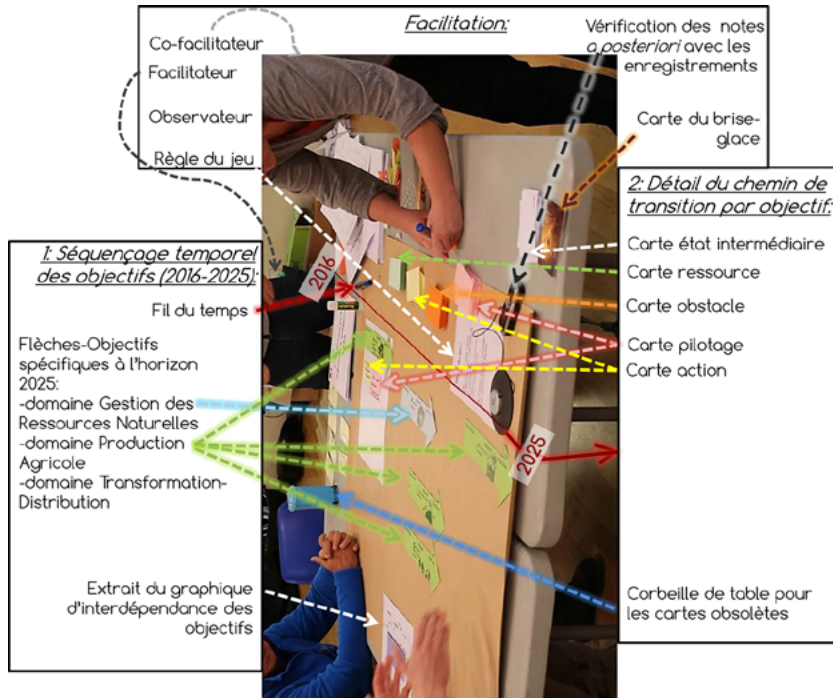 Facilitation:
Co-facilitateur
Facilitateur
Observateur
Règle du jeu
Vérification des notes
a posteriori avec les
enregistrements
Carte du brise-
glace
1: Séquençage temporel
des objectifs (2016-2025):
Fil du temps
Flèches-Objectifs
spécifiques à l'horizon
2025:
-domaine Gestion des
Ressources Naturelles
-domaine Production
Agricole
-domaine Transformation-
Distribution
Extrait du graphique
d'interdépendance des
objectifs
2016
2025
2: Détail du chemin de
transition par objectif:
Carte état intermédiaire
Carte ressource
Carte obstacle
Carte pilotage
Carte action
Corbeille de table pour
les cartes obsolètes